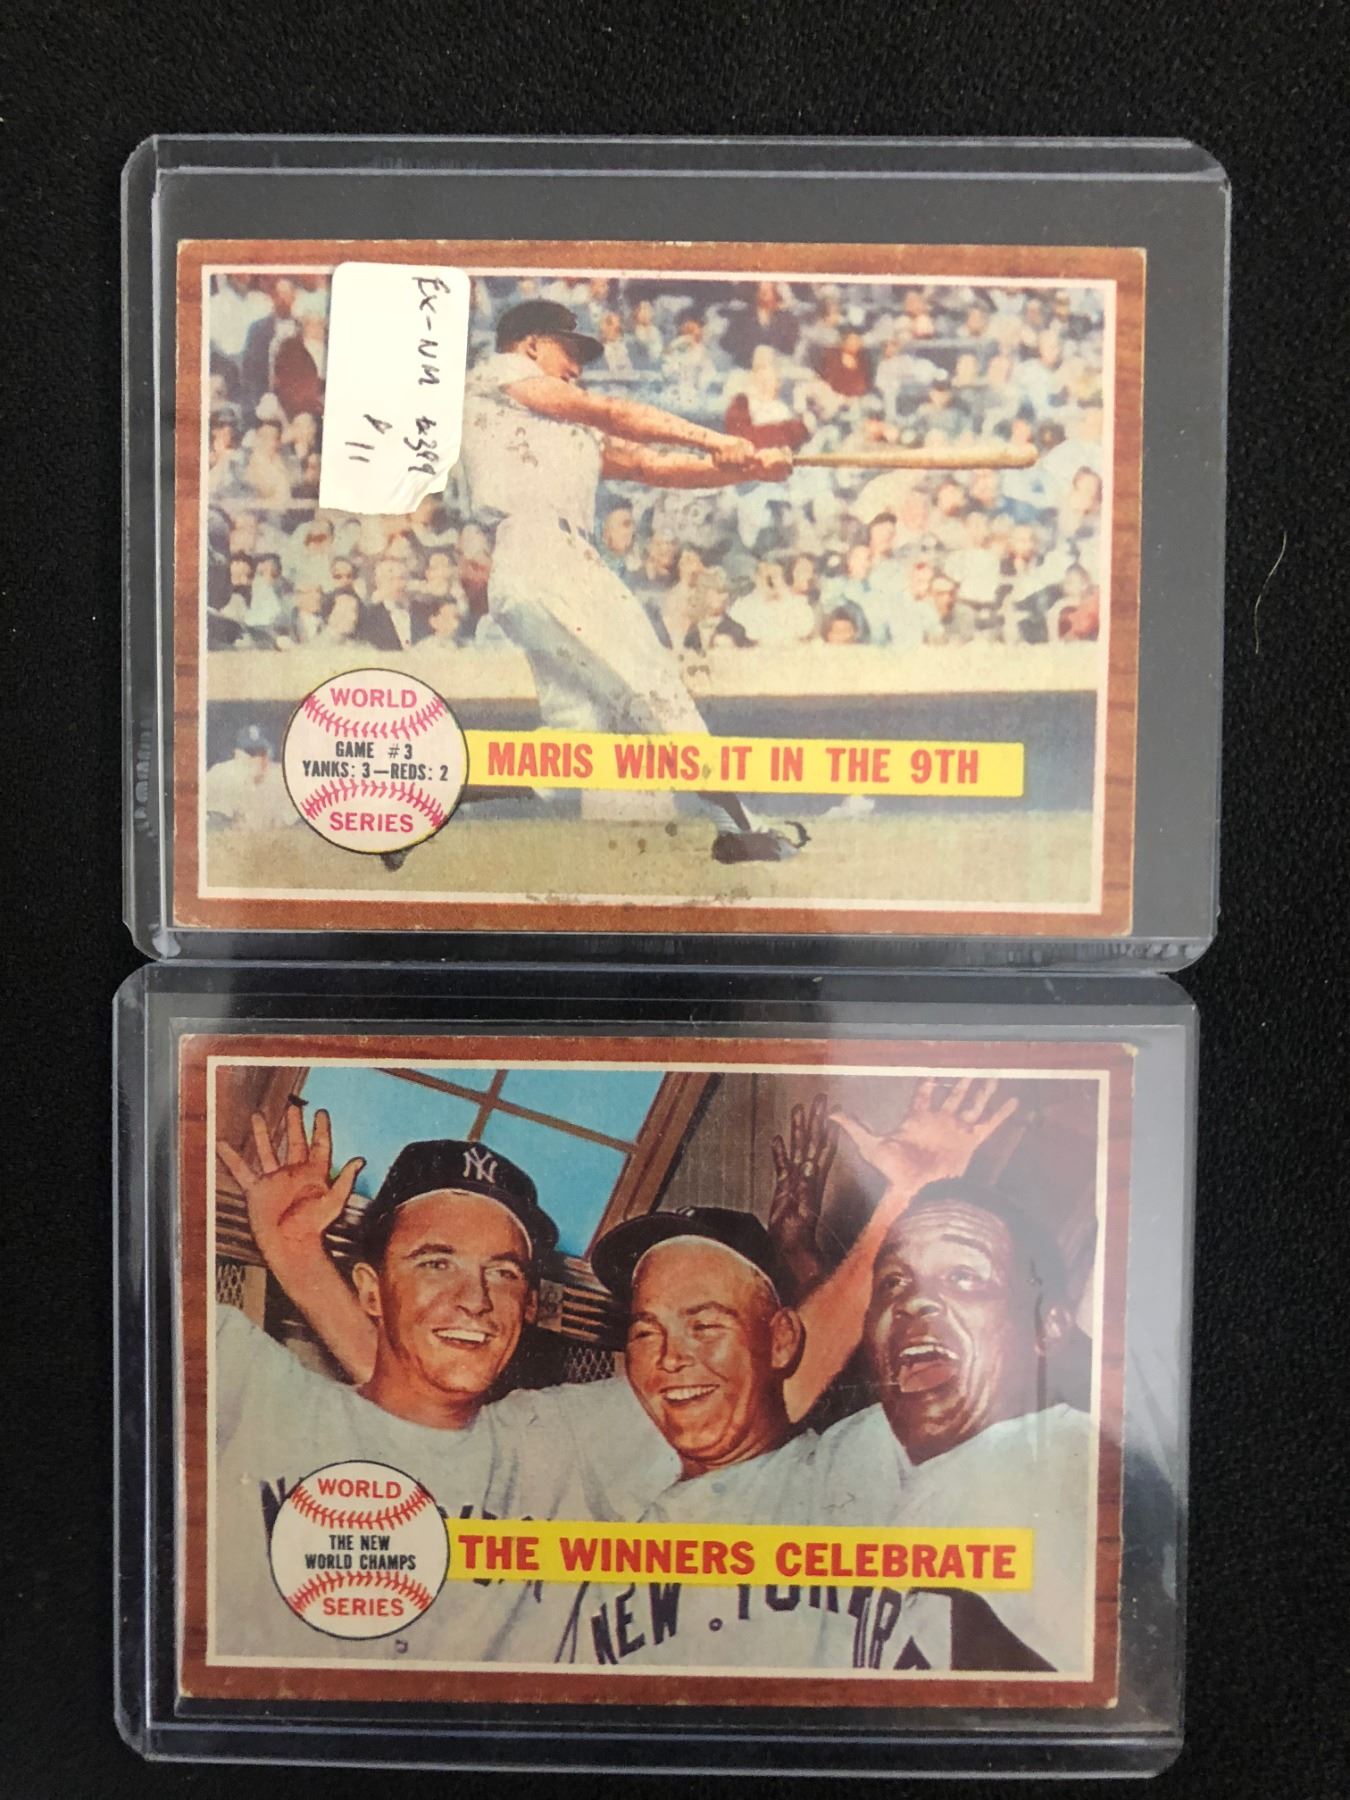 Ex-NM
$11
WORLD
GAME #3
YANKS: 3—REDS: 2
SERIES
MARIS WINS IT IN THE 9TH
NY
WORLD
THE NEW
WORLD CHAMPS
SERIES
THE WINNERS CELEBRATE
NEW YORK